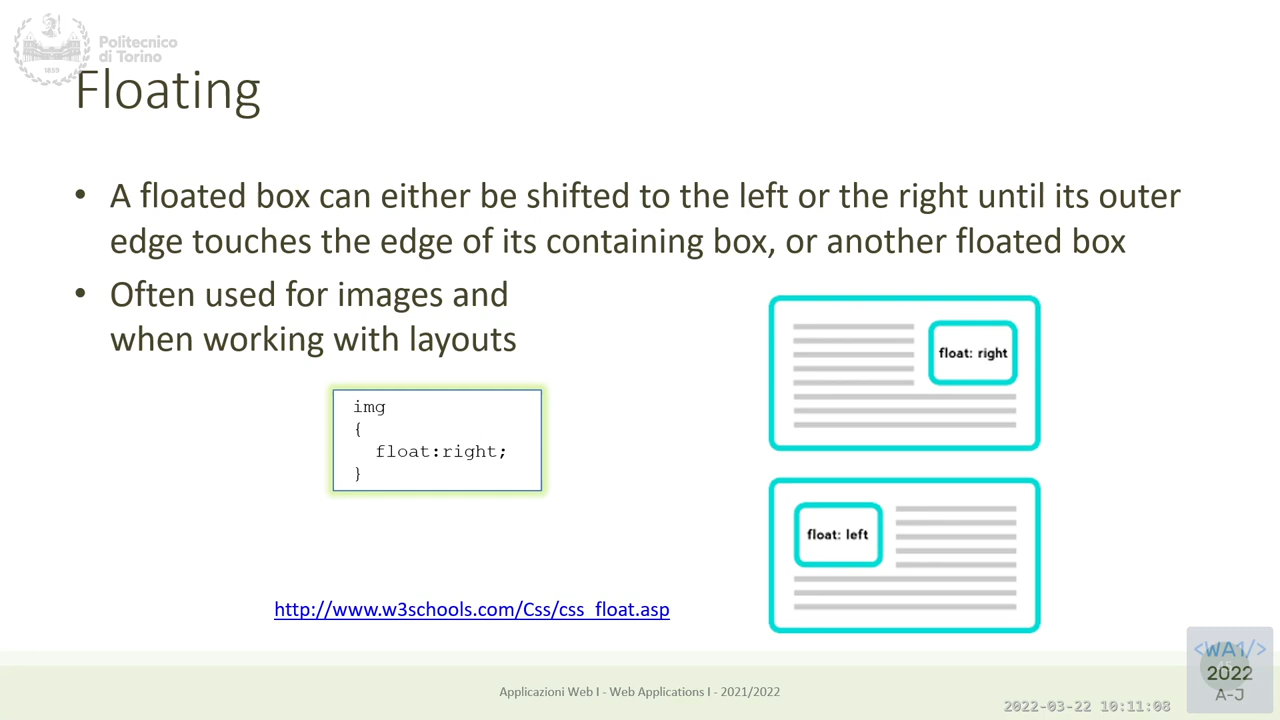 Politecnico
di Torino
1859
Floating
• A floated box can either be shifted to the left or the right until its outer
edge touches the edge of its containing box, or another floated box
• Often used for images and
when working with layouts
img
{
float:right;
}
float: right
float: left
http://www.w3schools.com/Css/css_float.asp
Applicazioni Web I - Web Applications I - 2021/2022
<WA1/>
2022
A-J
2022-03-22 10:11:08